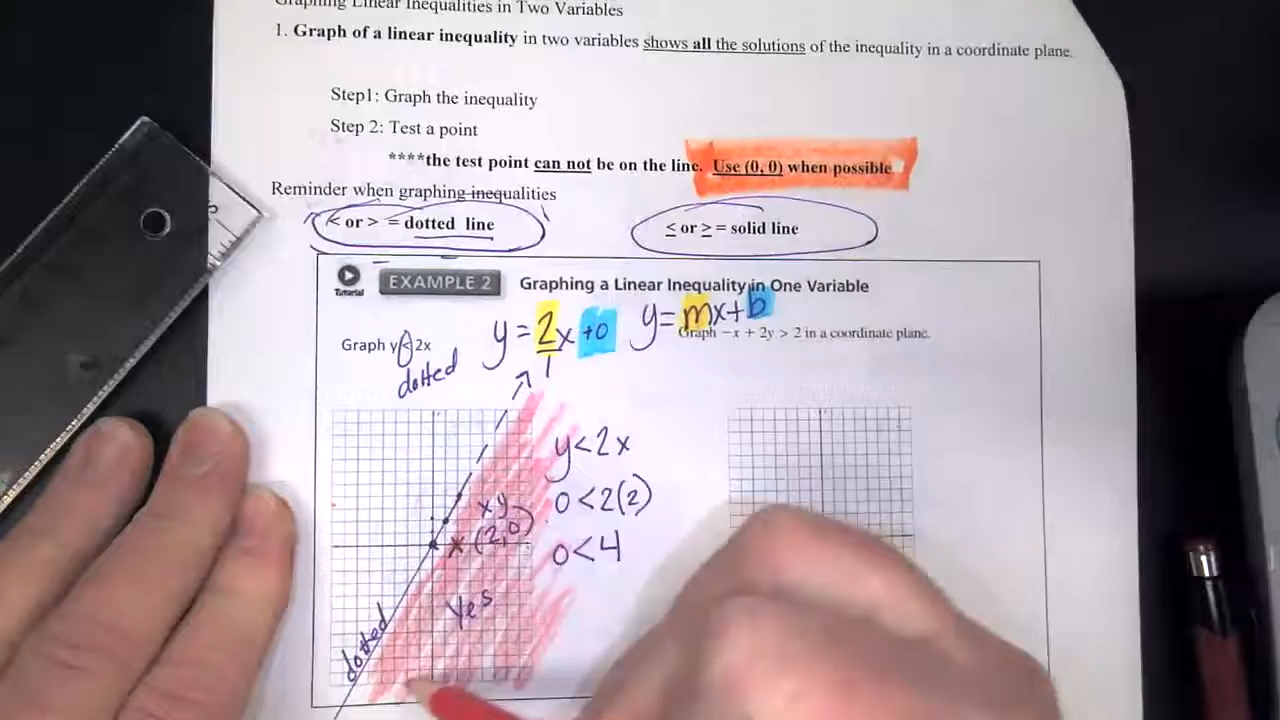 Graphing Linear Inequalities in Two Variables
1. Graph of a linear inequality in two variables shows all the solutions of the inequality in a coordinate plane.
Step1: Graph the inequality
Step 2: Test a point
****the test point can not be on the line. Use (0, 0) when possible.
Reminder when graphing inequalities
< or > = dotted line
≤ or ≥ = solid line
Tutorial
EXAMPLE 2
Graphing a Linear Inequality in One Variable
Graph y < 2x
dotted
y = 2x +0
1
y = mx + b
Graph −x + 2y > 2 in a coordinate plane.
y < 2x
0 < 2(2)
0 < 4
x y
x (2,0)
Yes
dotted